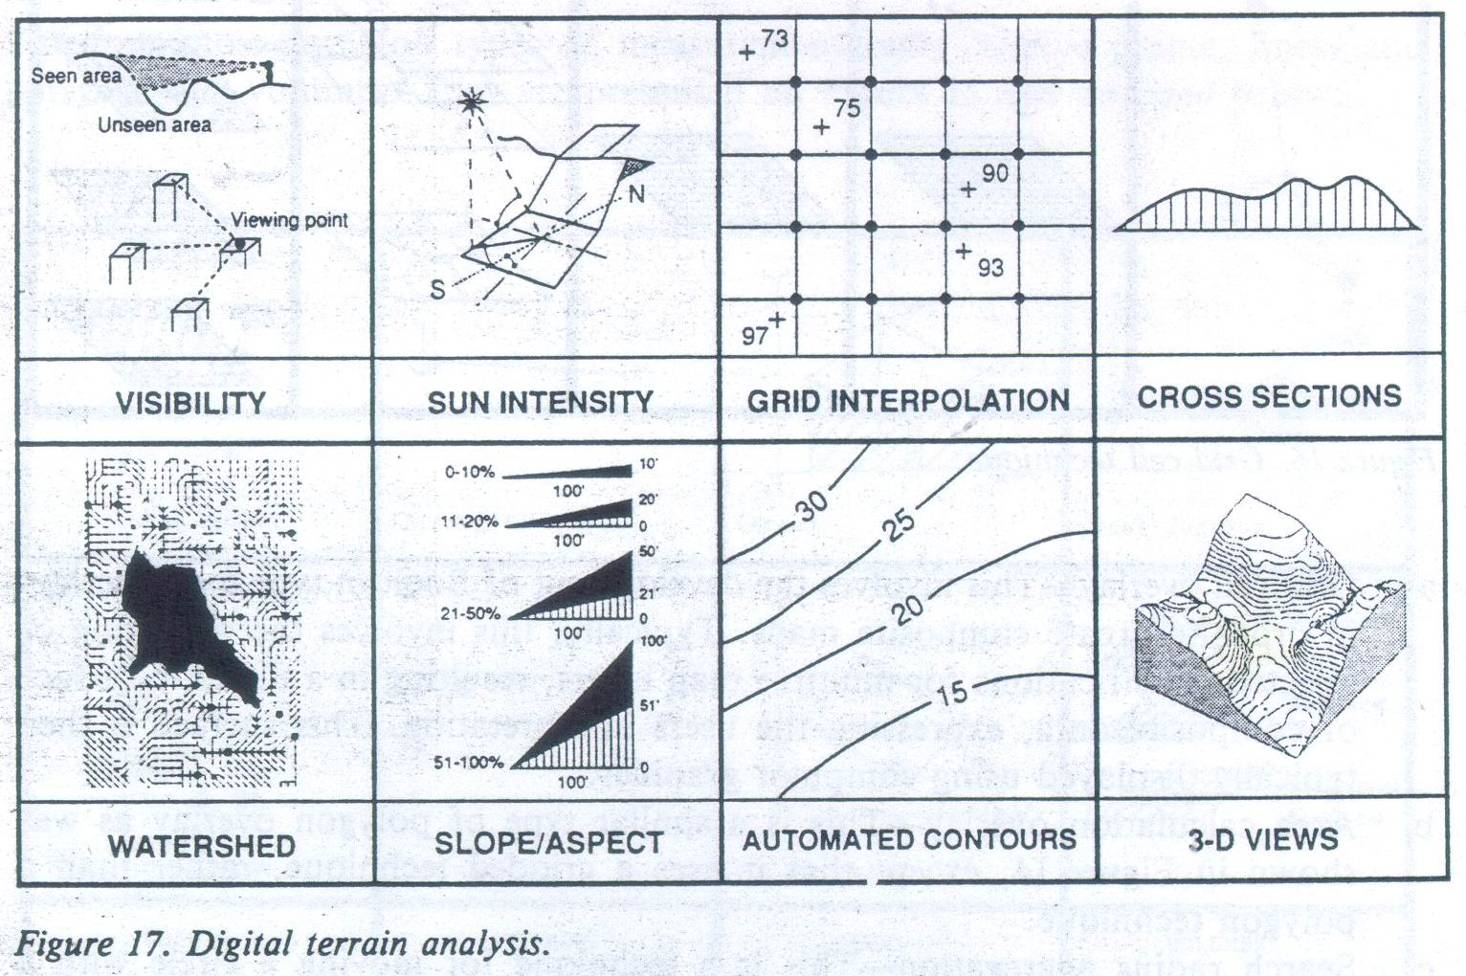 Seen area
Unseen area
Viewing point
N
S
+ 73
+ 75
+ 90
+ 93
97 +
VISIBILITY
SUN INTENSITY
GRID INTERPOLATION
CROSS SECTIONS
0-10%
10'
100'
11-20%
20'
0
100'
21-50%
50'
21'
0
100'
51-100%
100'
51'
0
100'
30
25
20
15
WATERSHED
SLOPE/ASPECT
AUTOMATED CONTOURS
3-D VIEWS
Figure 17. Digital terrain analysis.